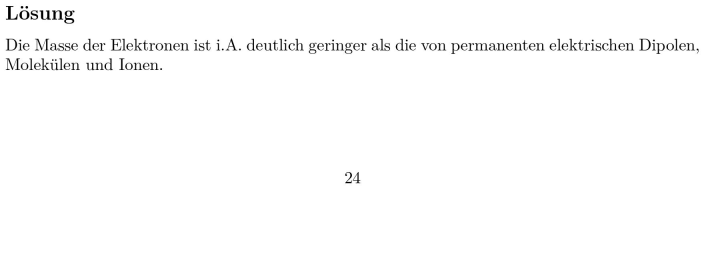 Lösung
Die Masse der Elektronen ist i.A. deutlich geringer als die von permanenten elektrischen Dipolen,
Molekülen und Ionen.
24